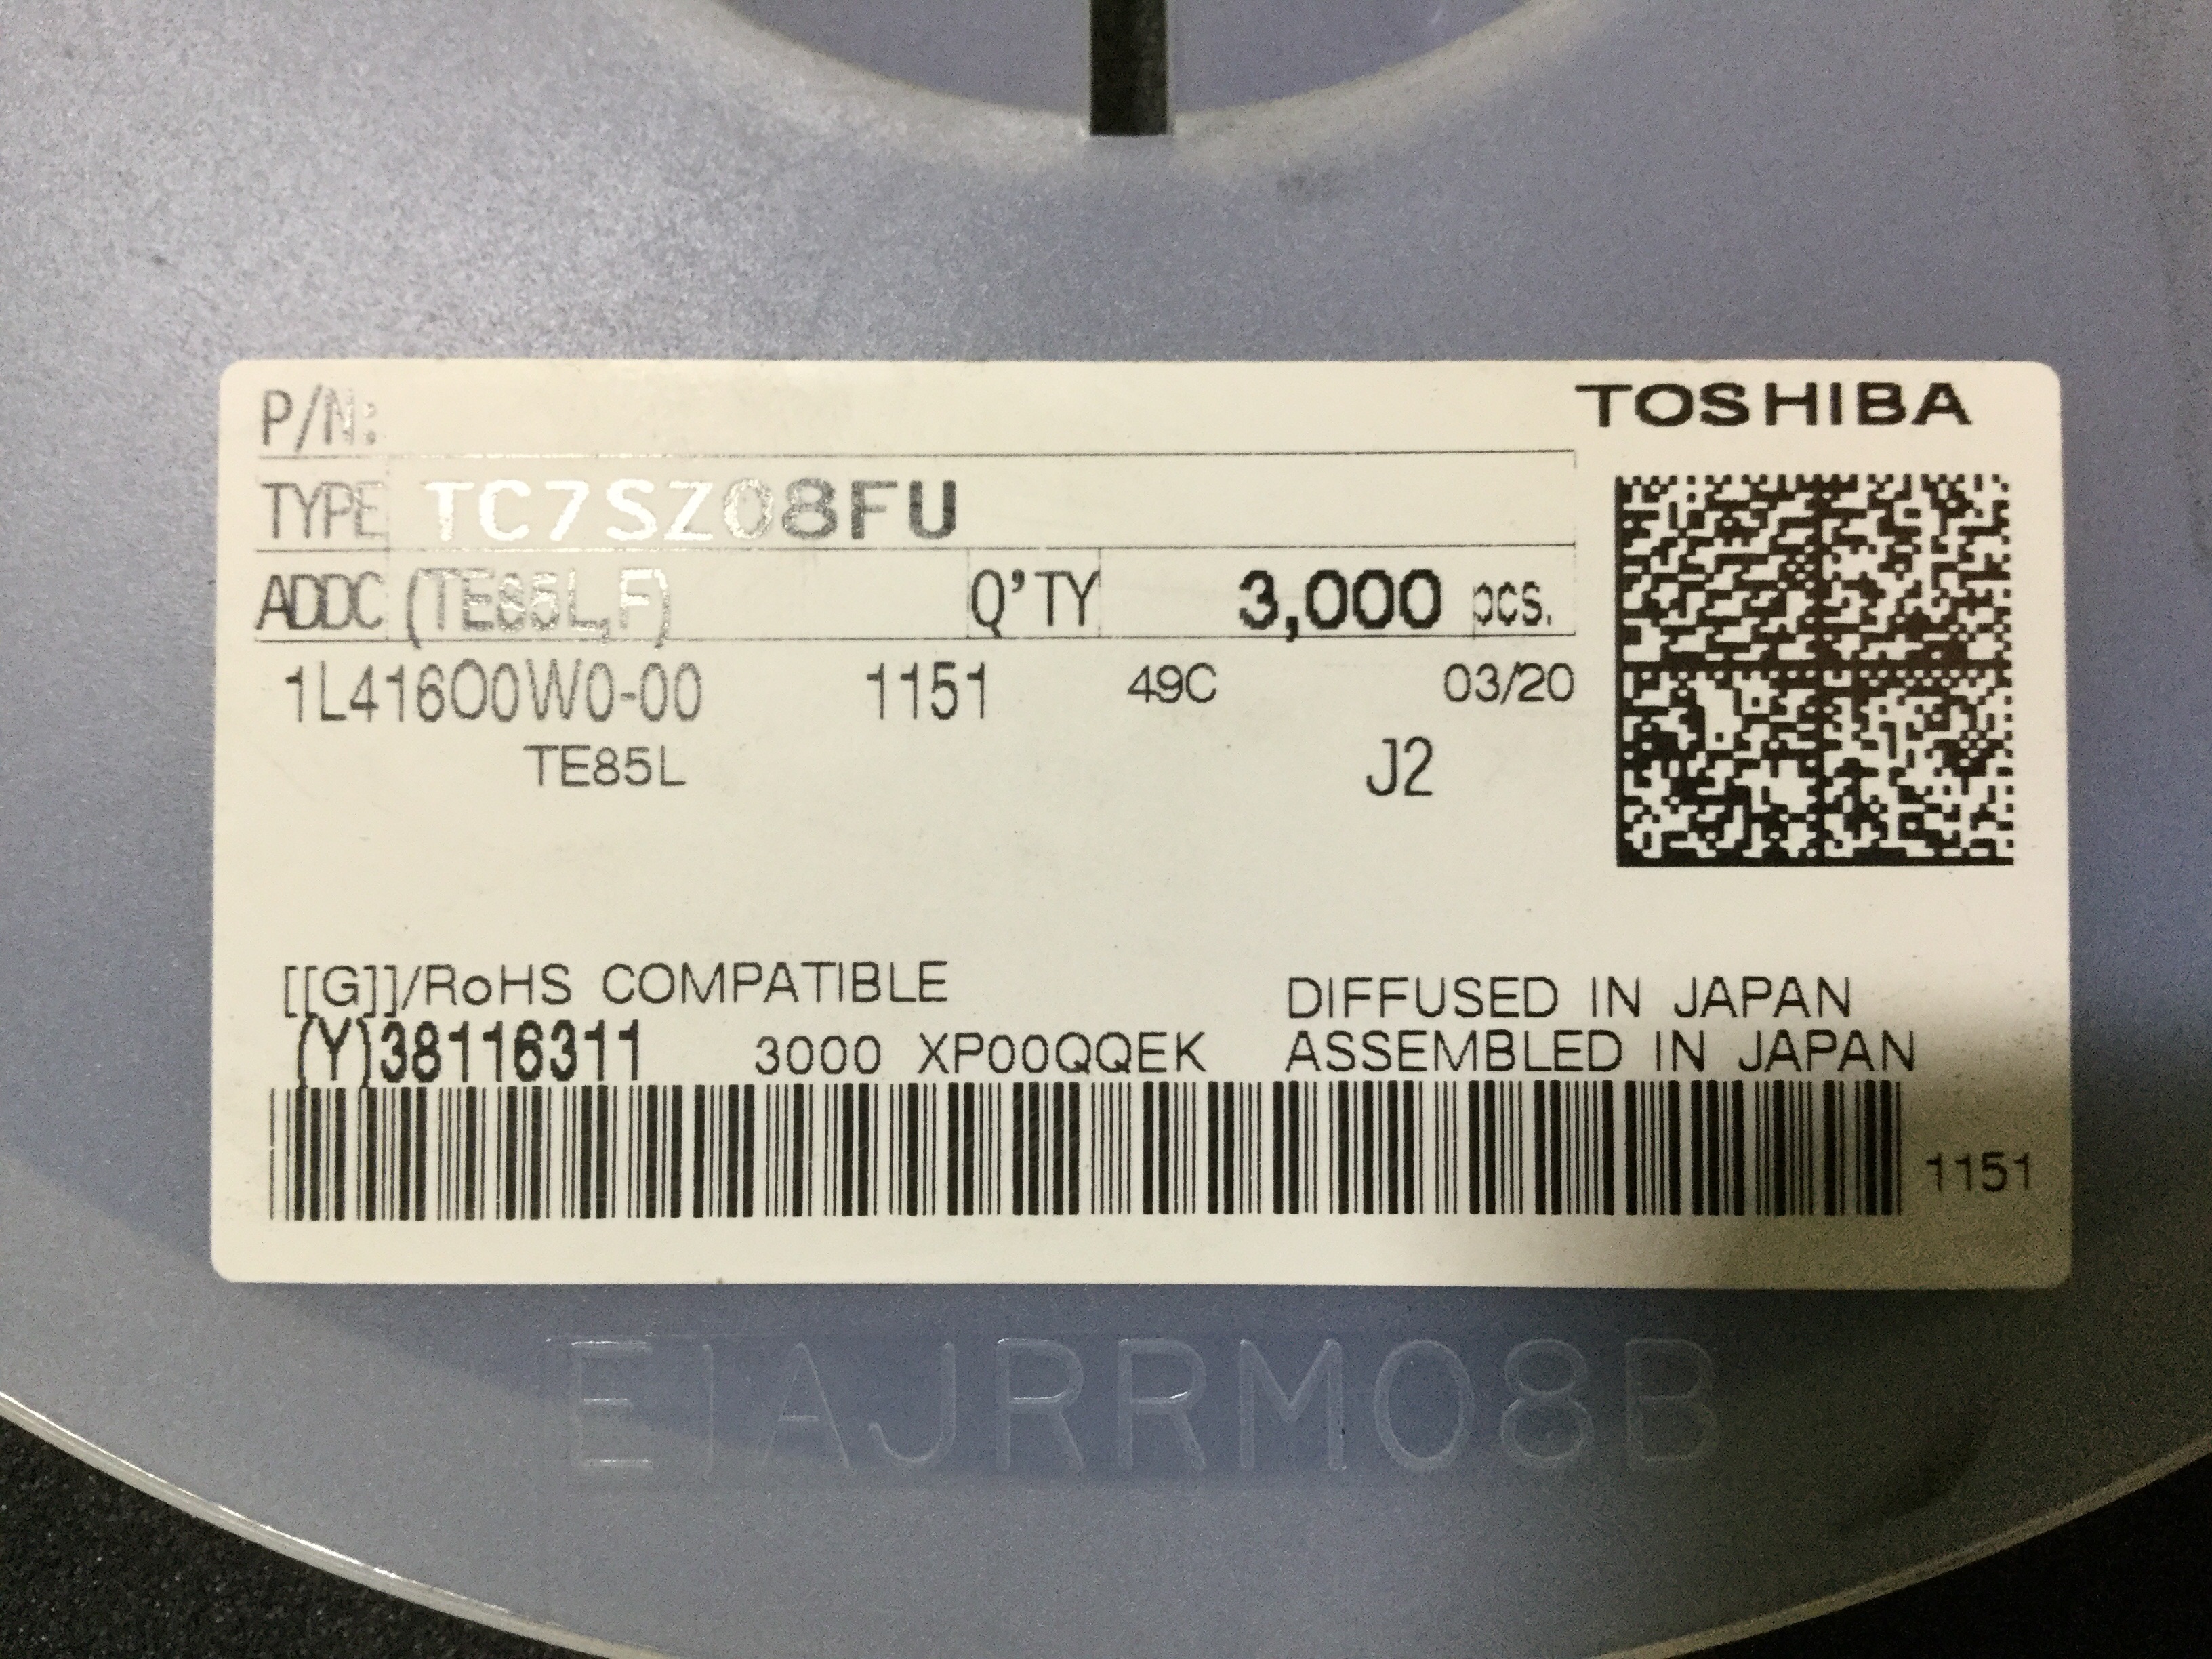 P/N:
TOSHIBA
TYPE TC7SZ08FU
ADDC (TE85L,F) Q'TY 3,000 pcs.
1L416O0W0-00 1151 49C 03/20
TE85L J2
[[G]]/RoHS COMPATIBLE
DIFFUSED IN JAPAN
(Y)38116311 3000 XP00QQEK ASSEMBLED IN JAPAN
1151
EIAJRRM08B